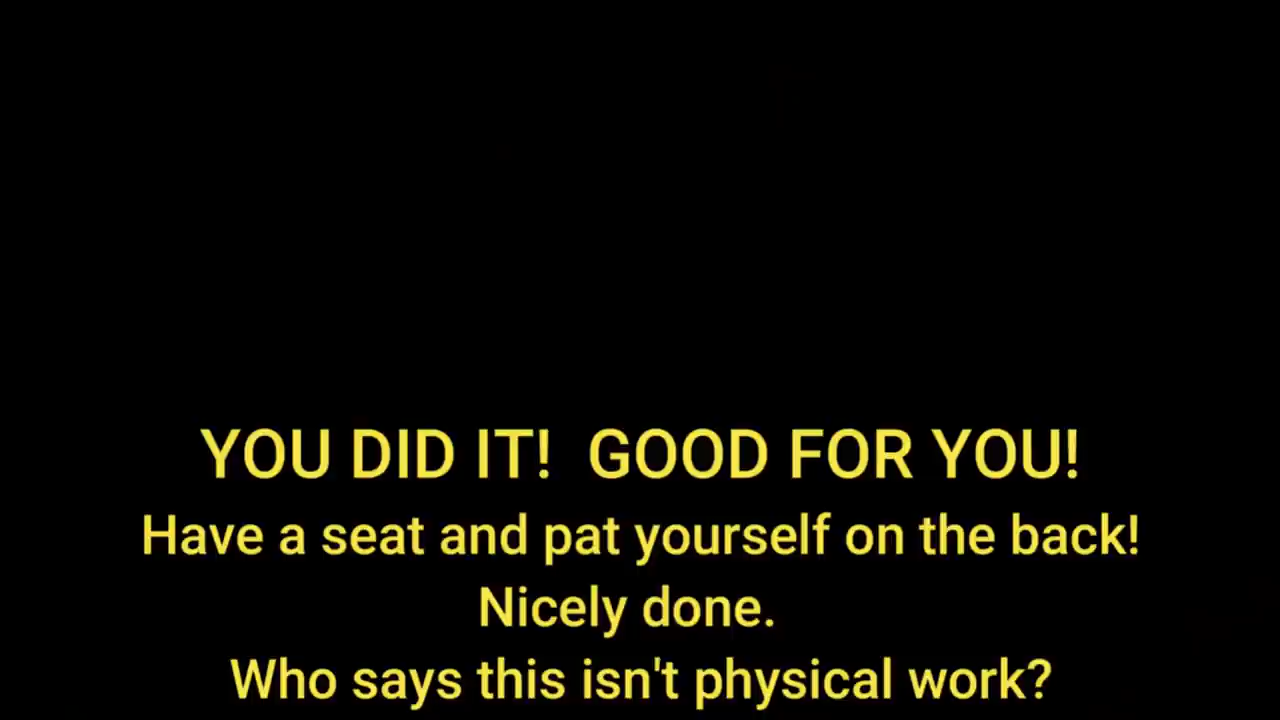 YOU DID IT!  GOOD FOR YOU!
Have a seat and pat yourself on the back!
Nicely done.
Who says this isn't physical work?